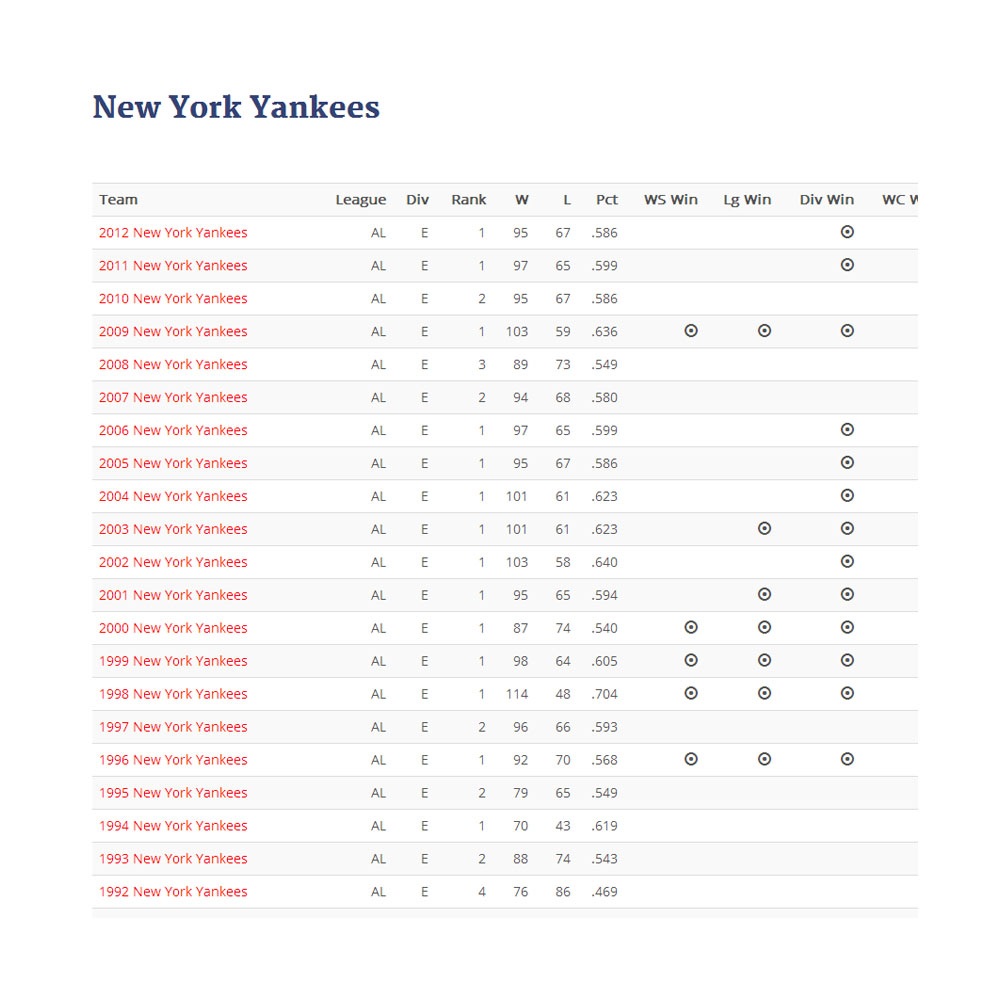 New York Yankees
Team League Div Rank W L Pct WS Win Lg Win Div Win WC W
2012 New York Yankees AL E 1 95 67 .586
2011 New York Yankees AL E 1 97 65 .599
2010 New York Yankees AL E 2 95 67 .586
2009 New York Yankees AL E 1 103 59 .636
2008 New York Yankees AL E 3 89 73 .549
2007 New York Yankees AL E 2 94 68 .580
2006 New York Yankees AL E 1 97 65 .599
2005 New York Yankees AL E 1 95 67 .586
2004 New York Yankees AL E 1 101 61 .623
2003 New York Yankees AL E 1 101 61 .623
2002 New York Yankees AL E 1 103 58 .640
2001 New York Yankees AL E 1 95 65 .594
2000 New York Yankees AL E 1 87 74 .540
1999 New York Yankees AL E 1 98 64 .605
1998 New York Yankees AL E 1 114 48 .704
1997 New York Yankees AL E 2 96 66 .593
1996 New York Yankees AL E 1 92 70 .568
1995 New York Yankees AL E 2 79 65 .549
1994 New York Yankees AL E 1 70 43 .619
1993 New York Yankees AL E 2 88 74 .543
1992 New York Yankees AL E 4 76 86 .469